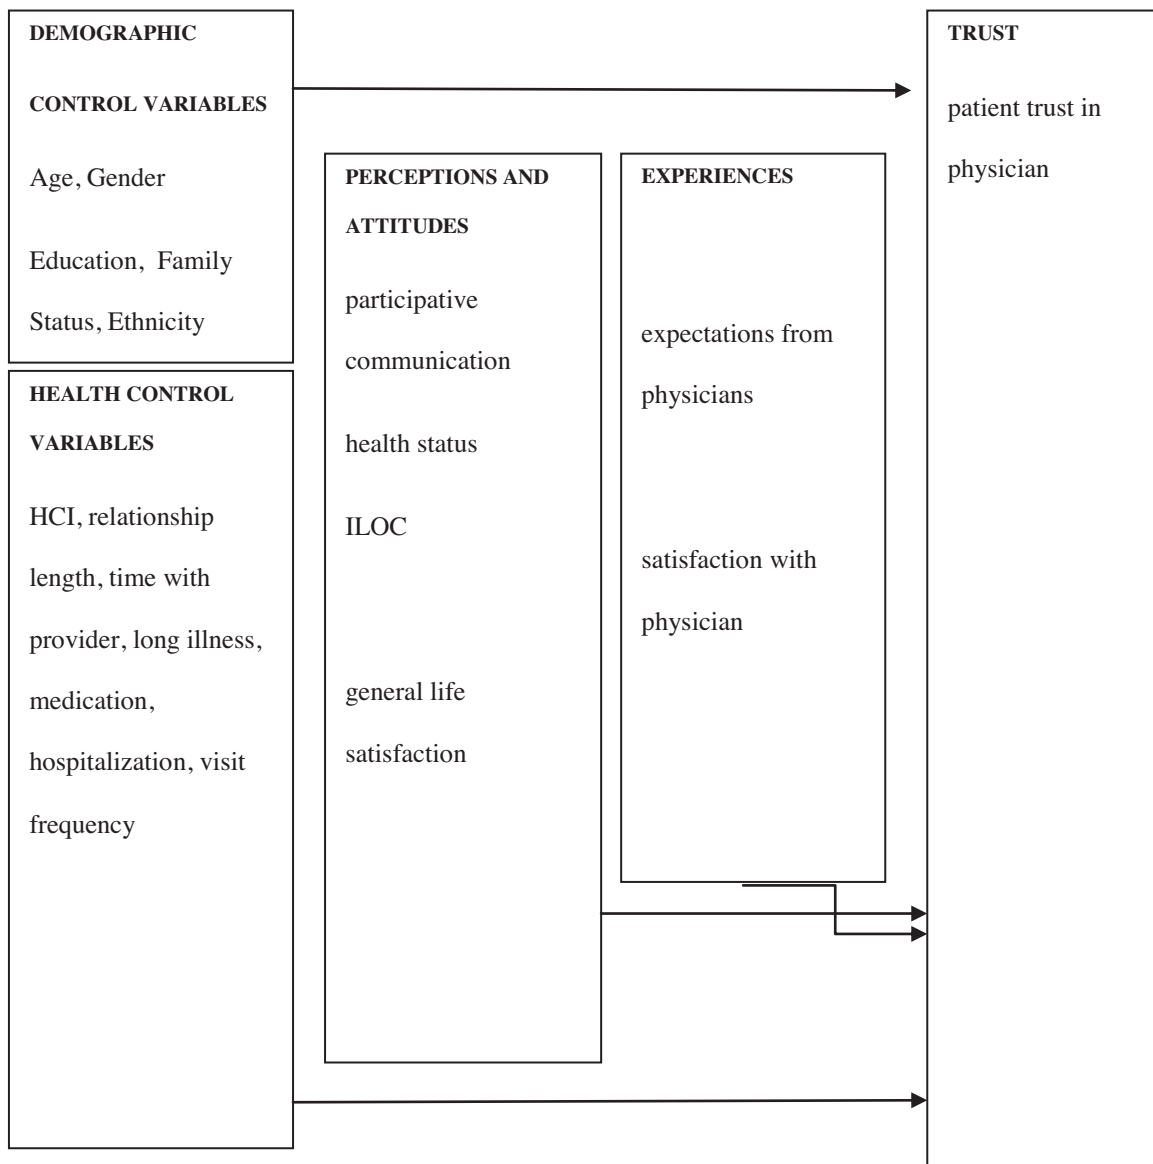 DEMOGRAPHIC
CONTROL VARIABLES
Age, Gender
Education, Family
Status, Ethnicity
HEALTH CONTROL
VARIABLES
HCI, relationship
length, time with
provider, long illness,
medication,
hospitalization, visit
frequency
PERCEPTIONS AND
ATTITUDES
participative
communication
health status
ILOC
general life
satisfaction
EXPERIENCES
expectations from
physicians
satisfaction with
physician
TRUST
patient trust in
physician